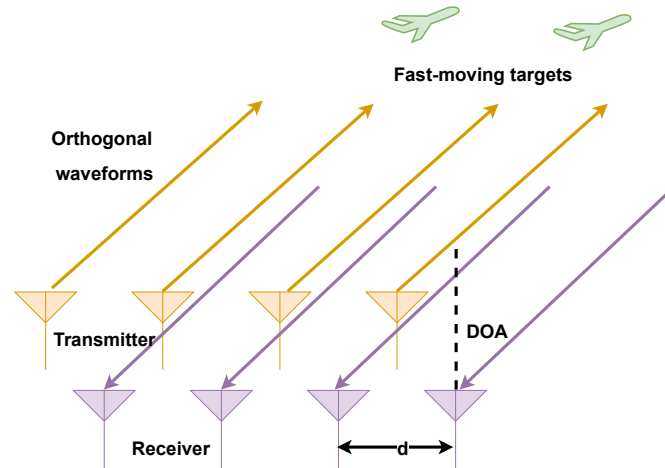 Fast-moving targets
Orthogonal
waveforms
Transmitter
DOA
Receiver
d